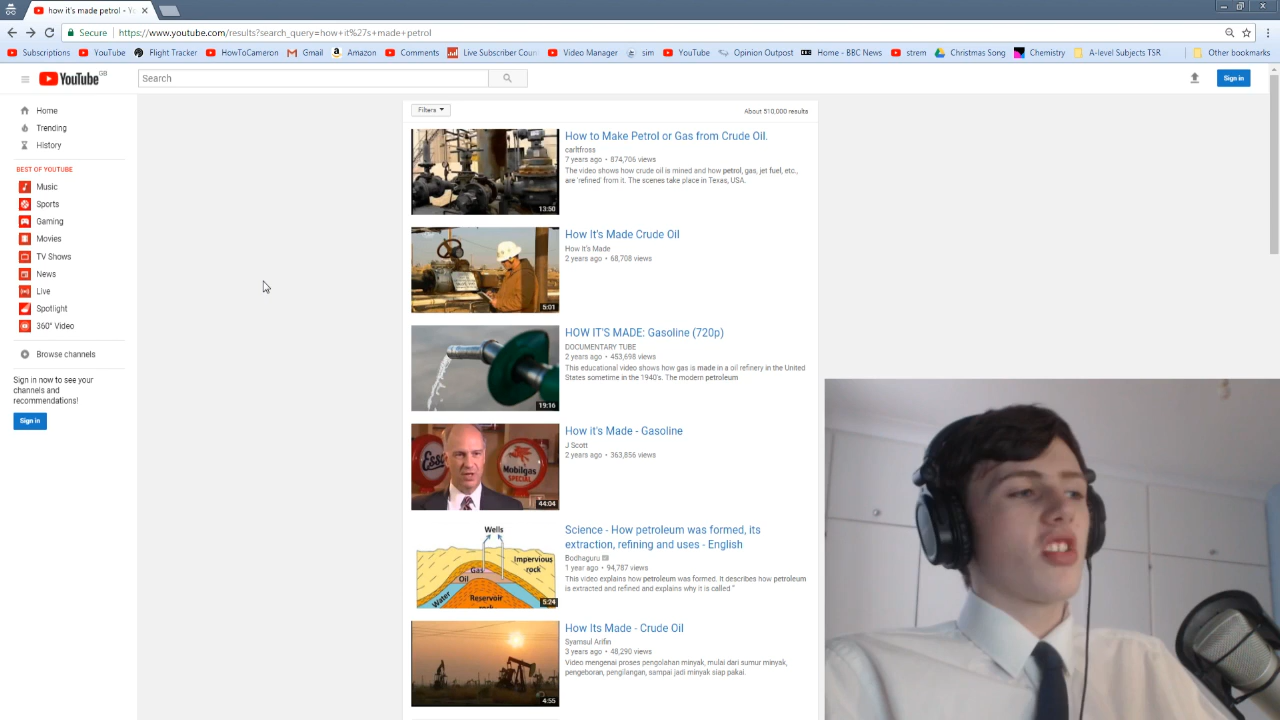 how it's made petrol - Y
Secure
https://www.youtube.com/results?search_query=how+it%27s+made+petrol
Subscriptions
YouTube
Flight Tracker
HowToCameron
Gmail
Amazon
Comments
Live Subscriber Coun
Video Manager
sim
YouTube
Opinion Outpost
Home - BBC News
strem
Christmas Song
Chemistry
A-level Subjects TSR
Other bookmarks
YouTube GB
Search
Sign in
Home
Trending
History
BEST OF YOUTUBE
Music
Sports
Gaming
Movies
TV Shows
News
Live
Spotlight
360° Video
Browse channels
Sign in now to see your
channels and
recommendations!
Sign in
Filters
About 510,000 results
How to Make Petrol or Gas from Crude Oil.
carltfross
7 years ago • 874,706 views
The video shows how crude oil is mined and how petrol, gas, jet fuel, etc.,
are 'refined' from it. The scenes take place in Texas, USA.
13:50
How It's Made Crude Oil
How It's Made
2 years ago • 68,708 views
5:01
HOW IT'S MADE: Gasoline (720p)
DOCUMENTARY TUBE
2 years ago • 453,698 views
This educational video shows how gas is made in a oil refinery in the United
States sometime in the 1940's. The modern petroleum
19:16
How it's Made - Gasoline
J Scott
2 years ago • 363,856 views
Esso
Mobilgas
SPECIAL
44:04
Science - How petroleum was formed, its
extraction, refining and uses - English
Bodhaguru
1 year ago • 94,787 views
This video explains how petroleum was formed. It describes how petroleum
is extracted and refined and explains why it is called "
Wells
Impervious
rock
Gas
Oil
Water
Reservoir
rock
5:24
How Its Made - Crude Oil
Syamsul Arifin
3 years ago • 48,290 views
Video mengenai proses pengolahan minyak, mulai dari sumur minyak,
pengeboran, pengilangan, sampai jadi minyak siap pakai.
4:55